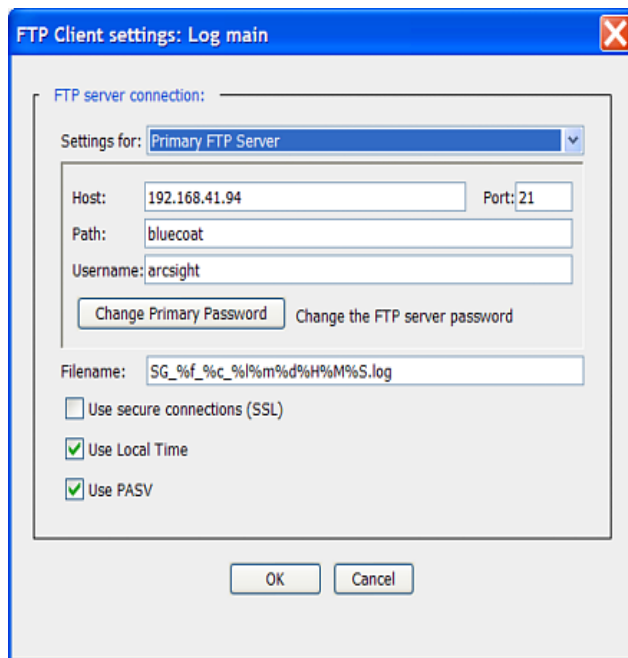 FTP Client settings: Log main
FTP server connection:
Settings for: Primary FTP Server
Host: 192.168.41.94 Port: 21
Path: bluecoat
Username: arcsight
Change Primary Password Change the FTP server password
Filename: SG_%f_%c_%l%m%d%H%M%S.log
Use secure connections (SSL)
Use Local Time
Use PASV
OK Cancel